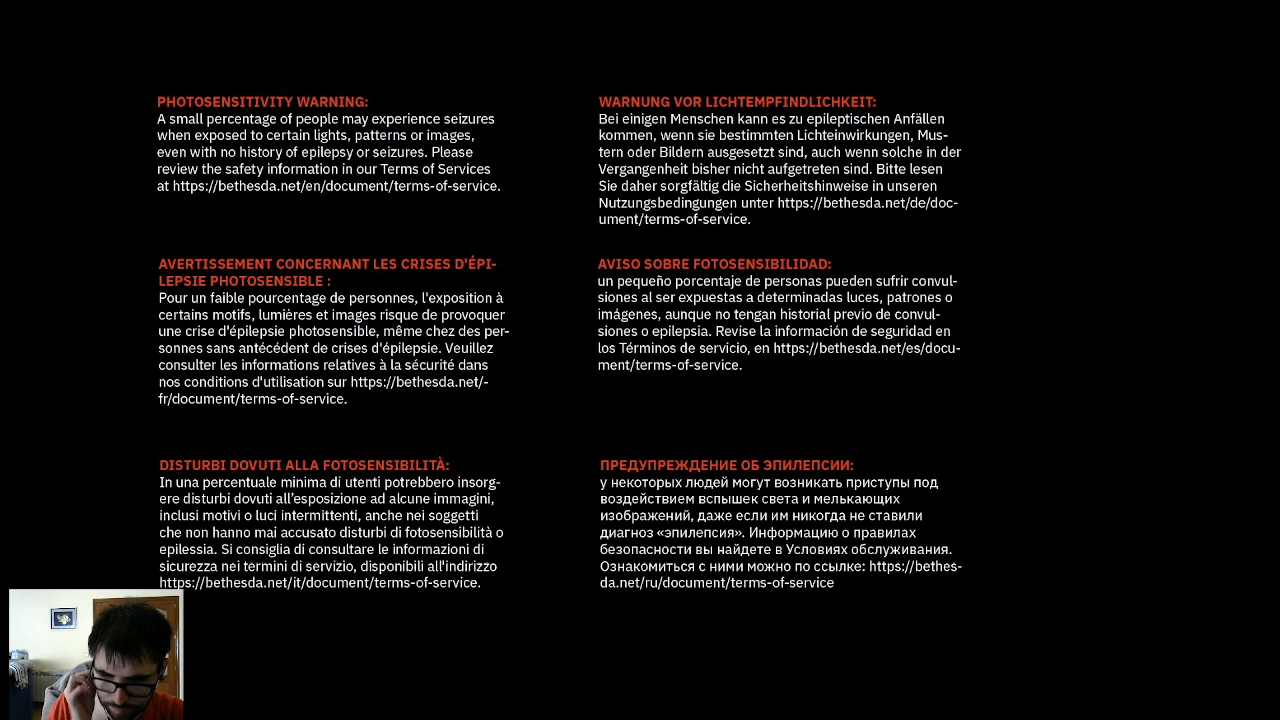 PHOTOSENSITIVITY WARNING:
A small percentage of people may experience seizures
when exposed to certain lights, patterns or images,
even with no history of epilepsy or seizures. Please
review the safety information in our Terms of Services
at https://bethesda.net/en/document/terms-of-service.
WARNUNG VOR LICHTEMPFINDLICHKEIT:
Bei einigen Menschen kann es zu epileptischen Anfällen
kommen, wenn sie bestimmten Lichteinwirkungen, Mus-
tern oder Bildern ausgesetzt sind, auch wenn solche in der
Vergangenheit bisher nicht aufgetreten sind. Bitte lesen
Sie daher sorgfältig die Sicherheitshinweise in unseren
Nutzungsbedingungen unter https://bethesda.net/de/doc-
ument/terms-of-service.
AVERTISSEMENT CONCERNANT LES CRISES D'ÉPI-
LEPSIE PHOTOSENSIBLE :
Pour un faible pourcentage de personnes, l'exposition à
certains motifs, lumières et images risque de provoquer
une crise d'épilepsie photosensible, même chez des per-
sonnes sans antécédent de crises d'épilepsie. Veuillez
consulter les informations relatives à la sécurité dans
nos conditions d'utilisation sur https://bethesda.net/-
fr/document/terms-of-service.
AVISO SOBRE FOTOSENSIBILIDAD:
un pequeño porcentaje de personas pueden sufrir convul-
siones al ser expuestas a determinadas luces, patrones o
imágenes, aunque no tengan historial previo de convul-
siones o epilepsia. Revise la información de seguridad en
los Términos de servicio, en https://bethesda.net/es/docu-
ment/terms-of-service.
DISTURBI DOVUTI ALLA FOTOSENSIBILITÀ:
In una percentuale minima di utenti potrebbero insorg-
ere disturbi dovuti all'esposizione ad alcune immagini,
inclusi motivi o luci intermittenti, anche nei soggetti
che non hanno mai accusato disturbi di fotosensibilità o
epilessia. Si consiglia di consultare le informazioni di
sicurezza nei termini di servizio, disponibili all'indirizzo
https://bethesda.net/it/document/terms-of-service.
ПРЕДУПРЕЖДЕНИЕ ОБ ЭПИЛЕПСИИ:
у некоторых людей могут возникать приступы под
воздействием вспышек света и мелькающих
изображений, даже если им никогда не ставили
диагноз «эпилепсия». Информацию о правилах
безопасности вы найдете в Условиях обслуживания.
Ознакомиться с ними можно по ссылке: https://bethes-
da.net/ru/document/terms-of-service